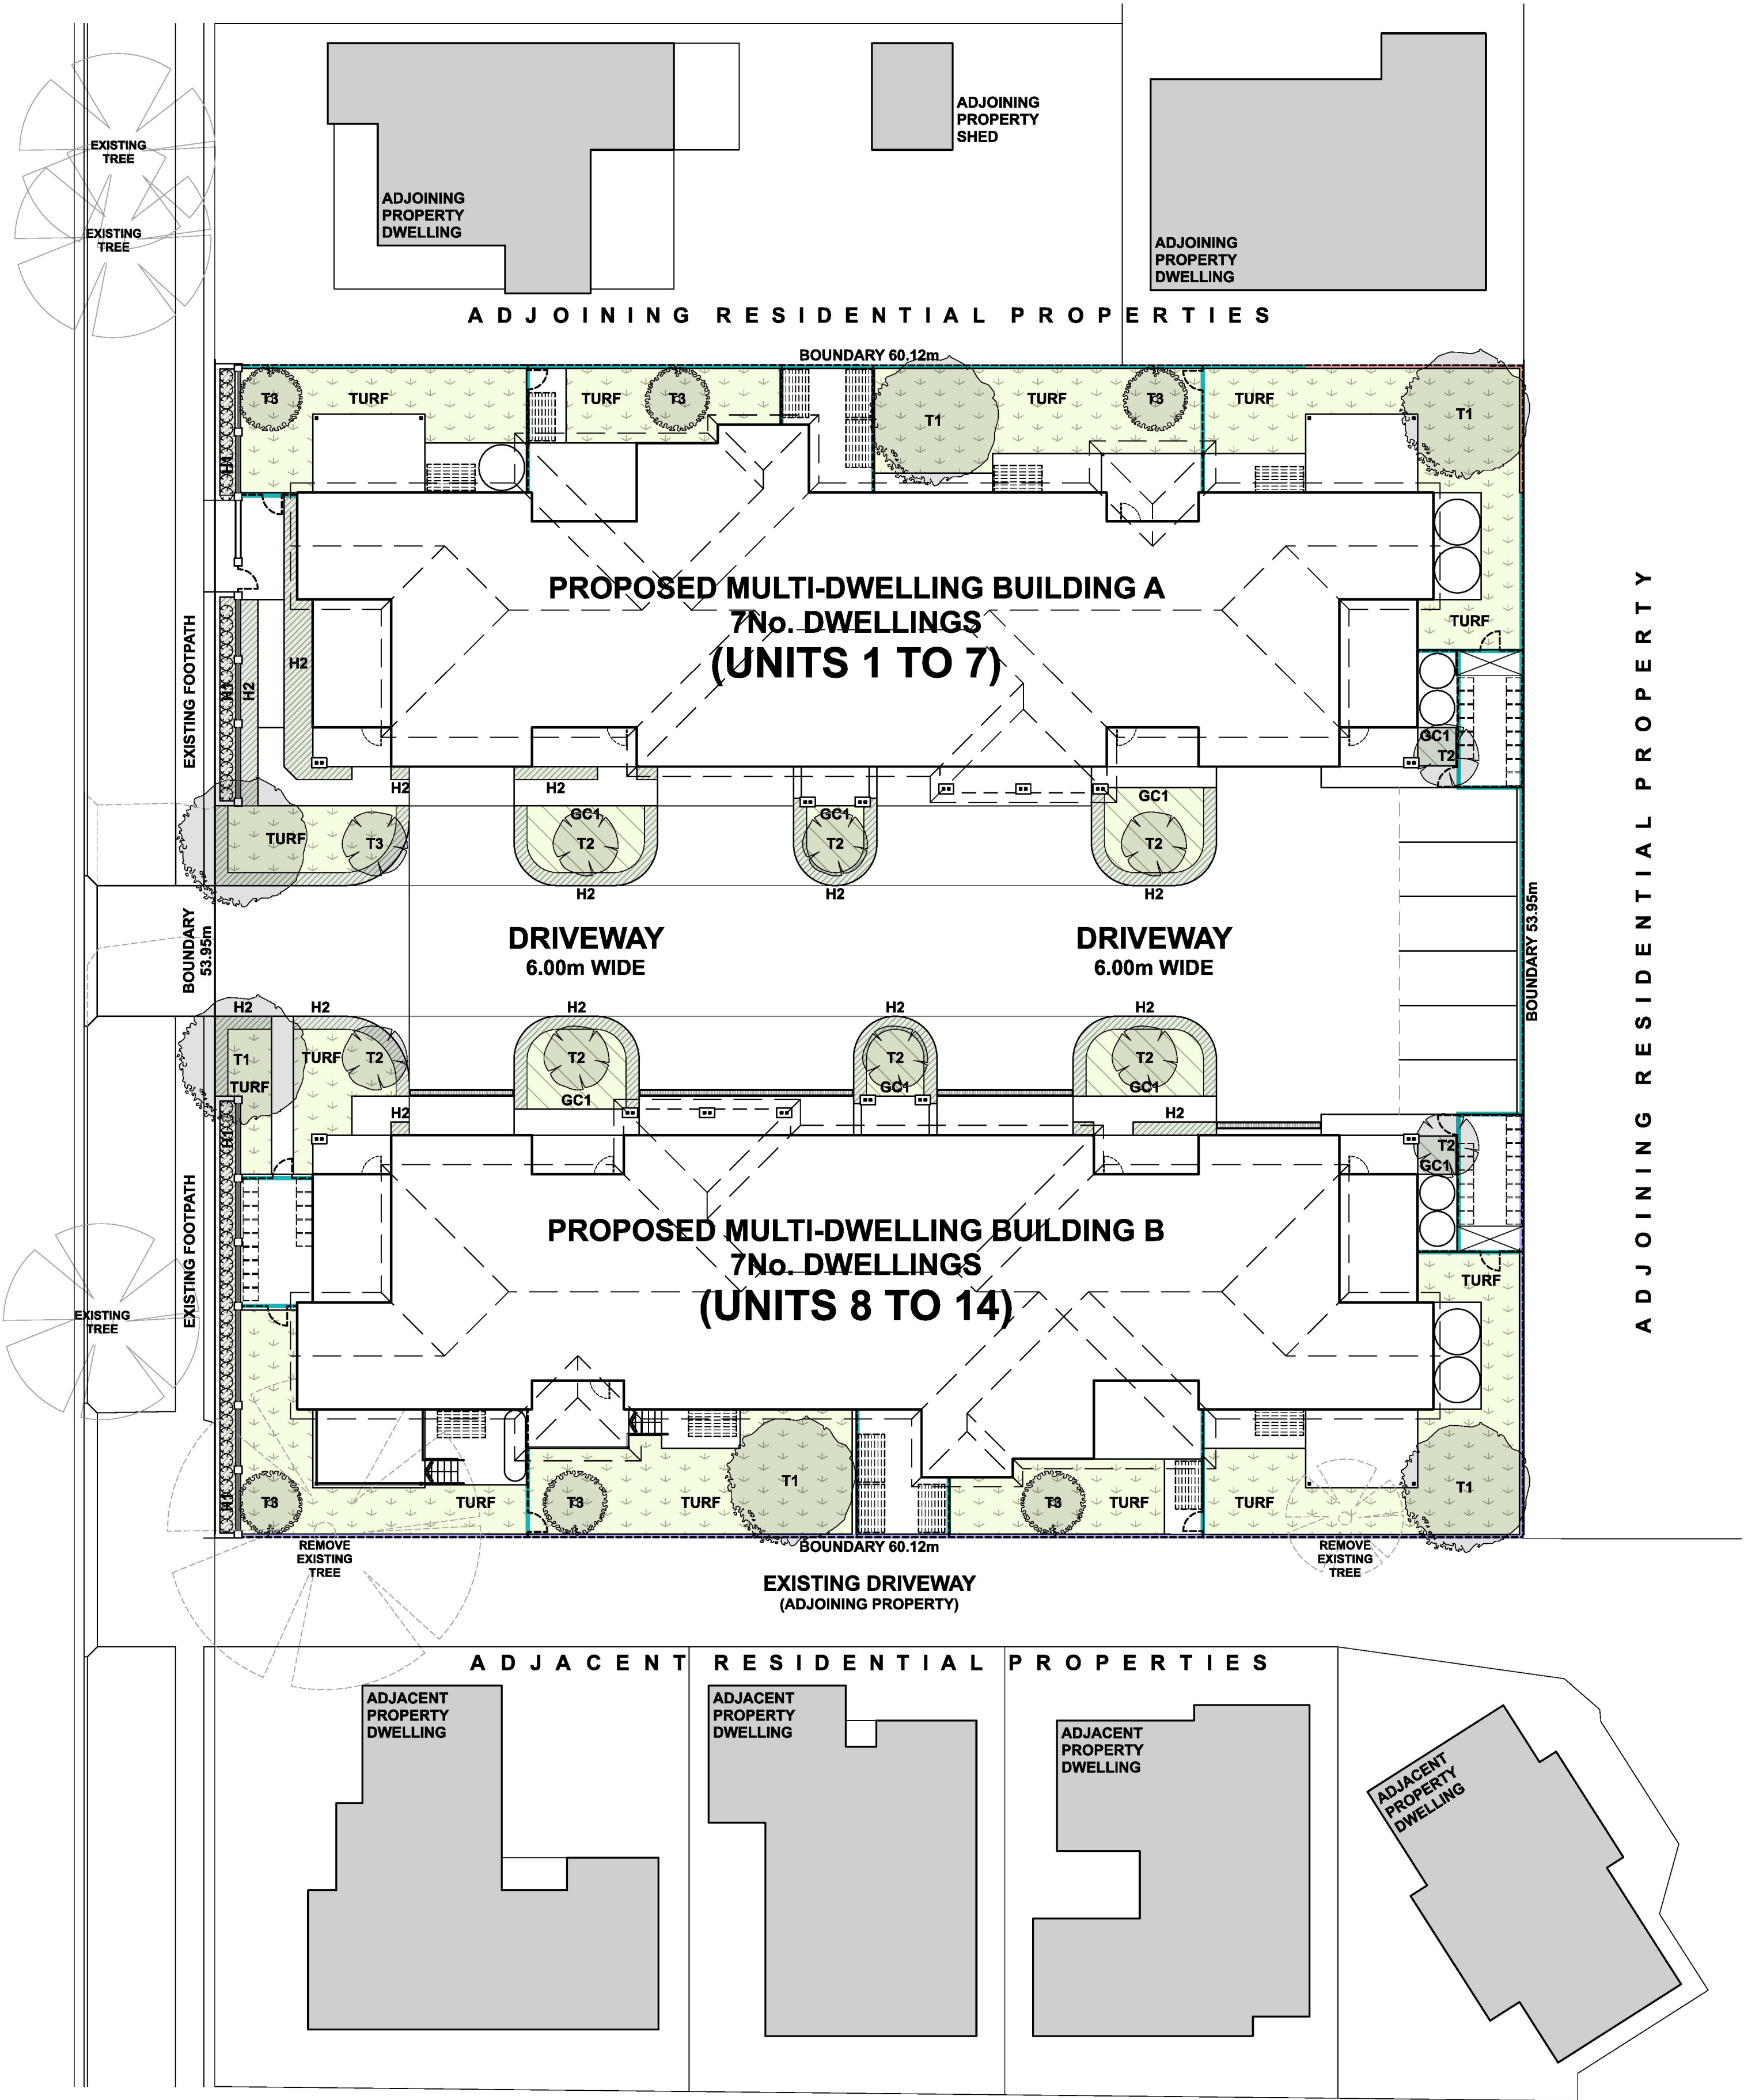 EXISTING
TREE
EXISTING
TREE
ADJOINING
PROPERTY
DWELLING
ADJOINING
PROPERTY
SHED
ADJOINING
PROPERTY
DWELLING
ADJOINING RESIDENTIAL PROPERTIES
BOUNDARY 60.12m
T3
TURF
TURF
T3
T1
TURF
T3
TURF
T1
H1
PROPOSED MULTI-DWELLING BUILDING A
7No. DWELLINGS
(UNITS 1 TO 7)
TURF
EXISTING FOOTPATH
H1
H2
H2
GC1
T2
H2
H2
TURF
T3
GC1
T2
H2
GC1
T2
H2
GC1
T2
H2
BOUNDARY
53.95m
DRIVEWAY
6.00m WIDE
DRIVEWAY
6.00m WIDE
BOUNDARY 53.95m
ADJOINING RESIDENTIAL PROPERTY
H2
H2
H2
H2
H2
T1
TURF
TURF
T2
T2
GC1
T2
GC1
T2
GC1
H2
H2
T2
GC1
H1
EXISTING FOOTPATH
PROPOSED MULTI-DWELLING BUILDING B
7No. DWELLINGS
(UNITS 8 TO 14)
TURF
EXISTING
TREE
H1
T3
TURF
T3
TURF
T1
T3
TURF
TURF
T1
REMOVE
EXISTING
TREE
BOUNDARY 60.12m
REMOVE
EXISTING
TREE
EXISTING DRIVEWAY
(ADJOINING PROPERTY)
ADJACENT RESIDENTIAL PROPERTIES
ADJACENT
PROPERTY
DWELLING
ADJACENT
PROPERTY
DWELLING
ADJACENT
PROPERTY
DWELLING
ADJACENT
PROPERTY
DWELLING